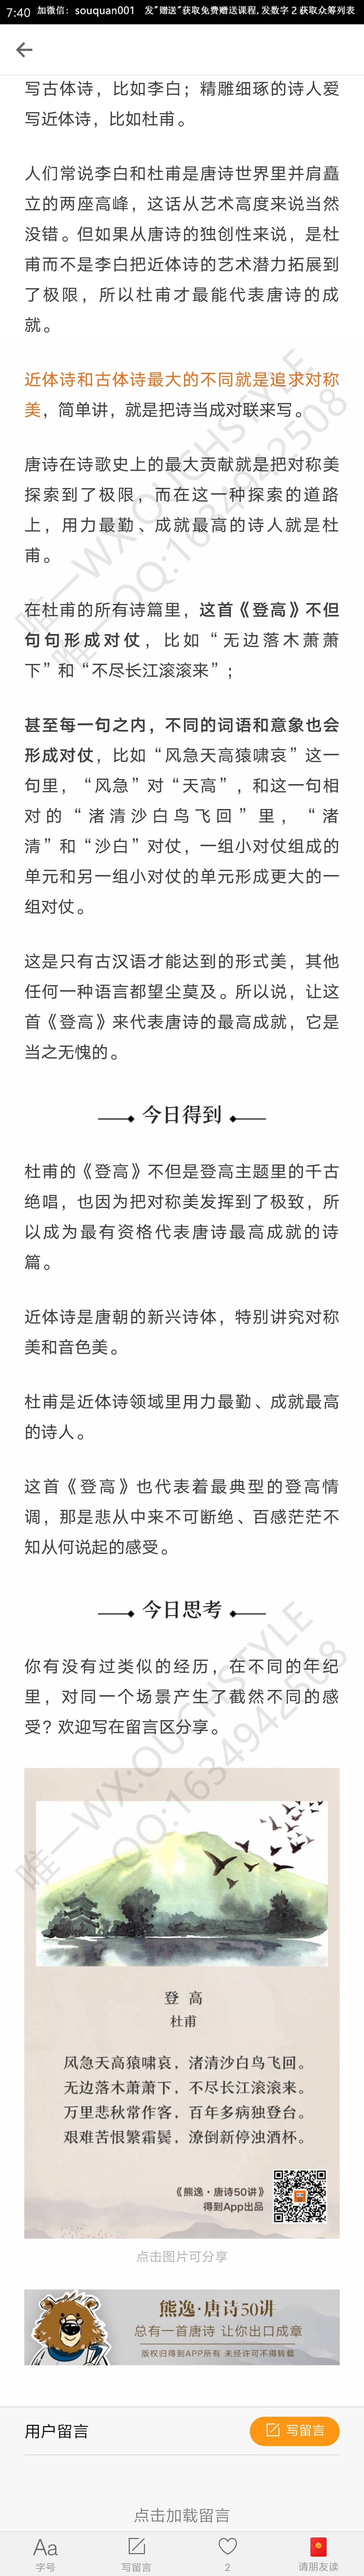 7:40 加微信：souquan001 发“赠送”获取免费赠送课程,发数字 2 获取众筹列表
写古体诗，比如李白；精雕细琢的诗人爱
写近体诗，比如杜甫。
人们常说李白和杜甫是唐诗世界里并肩矗
立的两座高峰，这话从艺术高度来说当然
没错。但如果从唐诗的独创性来说，是杜
甫而不是李白把近体诗的艺术潜力拓展到
了极限，所以杜甫才最能代表唐诗的成
就。
近体诗和古体诗最大的不同就是追求对称
美，简单讲，就是把诗当成对联来写。
唐诗在诗歌史上的最大贡献就是把对称美
探索到了极限，而在这一种探索的道路
上，用力最勤、成就最高的诗人就是杜
甫。
在杜甫的所有诗篇里，这首《登高》不但
句句形成对仗，比如“无边落木萧萧
下”和“不尽长江滚滚来”；
甚至每一句之内，不同的词语和意象也会
形成对仗，比如“风急天高猿啸哀”这一
句里，“风急”对“天高”，和这一句相
对的“渚清沙白鸟飞回”里，“渚
清”和“沙白”对仗，一组小对仗组成的
单元和另一组小对仗的单元形成更大的一
组对仗。
这是只有古汉语才能达到的形式美，其他
任何一种语言都望尘莫及。所以说，让这
首《登高》来代表唐诗的最高成就，它是
当之无愧的。
今日得到
杜甫的《登高》不但是登高主题里的千古
绝唱，也因为把对称美发挥到了极致，所
以成为最有资格代表唐诗最高成就的诗
篇。
近体诗是唐朝的新兴诗体，特别讲究对称
美和音色美。
杜甫是近体诗领域里用力最勤、成就最高
的诗人。
这首《登高》也代表着最典型的登高情
调，那是悲从中来不可断绝、百感茫茫不
知从何说起的感受。
今日思考
你有没有过类似的经历，在不同的年纪
里，对同一个场景产生了截然不同的感
受？欢迎写在留言区分享。
唯一WX:OUCHSTYLE
唯一QQ:1634942508
唯一WX:OUCHSTYLE
QQ:1634942508
登 高
杜甫
风急天高猿啸哀，渚清沙白鸟飞回。
无边落木萧萧下，不尽长江滚滚来。
万里悲秋常作客，百年多病独登台。
艰难苦恨繁霜鬓，潦倒新停浊酒杯。
《熊逸·唐诗50讲》
得到App出品
点击图片可分享
熊逸·唐诗50讲
总有一首唐诗 让你出口成章
版权归得到APP所有 未经许可不得转载
用户留言
写留言
点击加载留言
Aa
字号
写留言
2
请朋友读